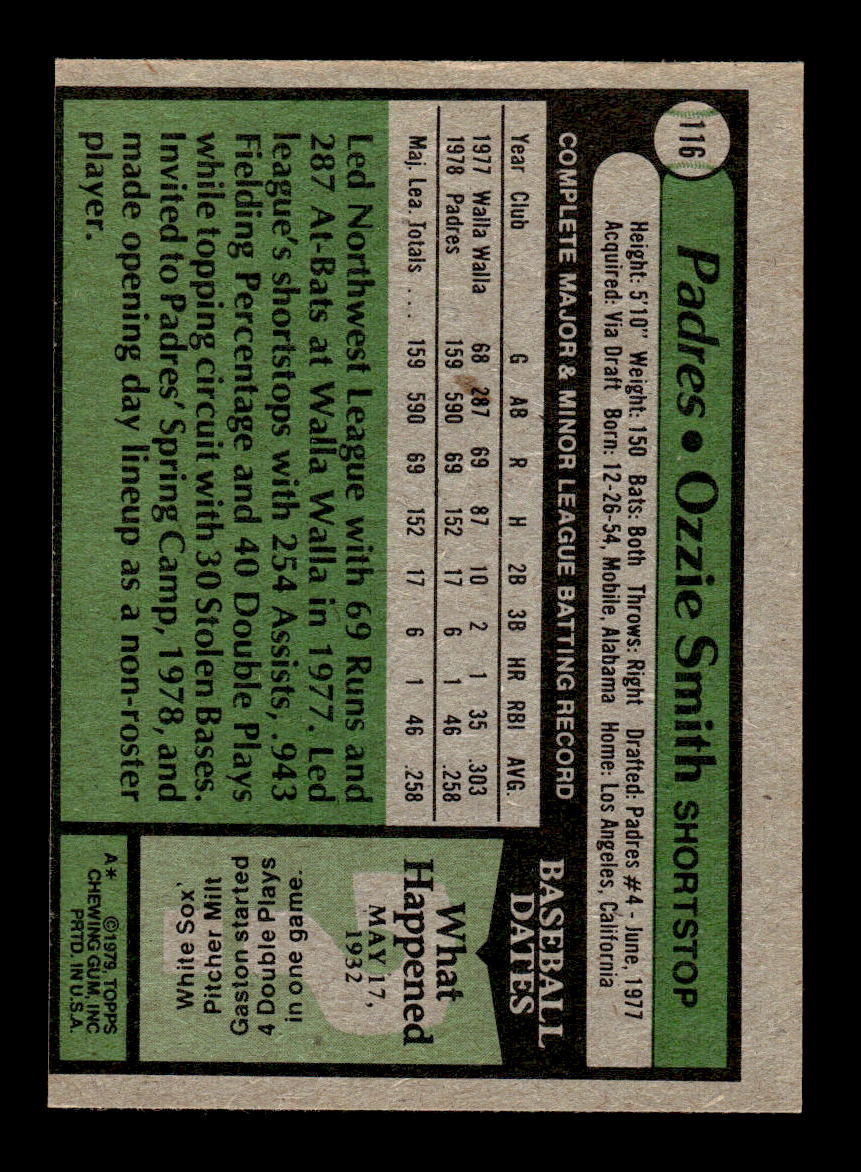 116
Padres • Ozzie Smith SHORTSTOP
Height: 5'10" Weight: 150 Bats: Both Throws: Right Drafted: Padres #4 - June, 1977
Acquired: Via Draft Born: 12-26-54, Mobile, Alabama Home: Los Angeles, California
COMPLETE MAJOR & MINOR LEAGUE BATTING RECORD
Year Club G AB R H 2B 3B HR RBI AVG.
1977 Walla Walla 68 287 69 87 10 2 1 35 .303
1978 Padres 159 590 69 152 17 6 1 46 .258
Maj. Lea. Totals .... 159 590 69 152 17 6 1 46 .258
Led Northwest League with 69 Runs and
287 At-Bats at Walla Walla in 1977. Led
league's shortstops with 254 Assists, .943
Fielding Percentage and 40 Double Plays
while topping circuit with 30 Stolen Bases.
Invited to Padres' Spring Camp, 1978, and
made opening day lineup as a non-roster
player.
BASEBALL
DATES
What
Happened
MAY 17,
1932
White Sox'
Pitcher Milt
Gaston started
4 Double Plays
in one game.
A* ©1979, TOPPS
CHEWING GUM, INC
PRTD. IN U.S.A.